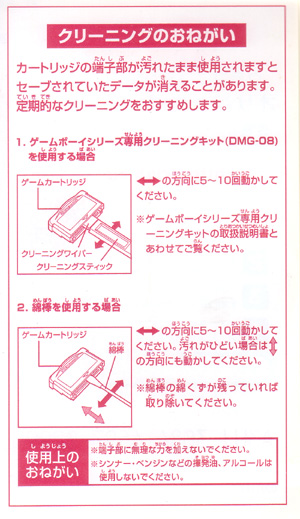 クリーニングのおねがい
カートリッジの端子部が汚れたまま使用されますと
セーブされていたデータが消えることがあります。
定期的なクリーニングをおすすめします。
1. ゲームボーイシリーズ専用クリーニングキット(DMG-08)
を使用する場合
ゲームカートリッジ
クリーニングワイパー
クリーニングスティック
⬌の方向に5〜10回動かして
ください。
※ゲームボーイシリーズ専用クリ
ーニングキットの取扱説明書と
あわせてご覧ください。
2. 綿棒を使用する場合
ゲームカートリッジ
綿棒
⬌の方向に5〜10回動かして
ください。汚れがひどい場合は⇕
の方向にも動かしてください。
※綿棒の綿くずが残っていれば
取り除いてください。
使用上の
おねがい
※端子部に無理な力を加えないでください。
※シンナー・ベンジンなどの揮発油、アルコールは
使用しないでください。